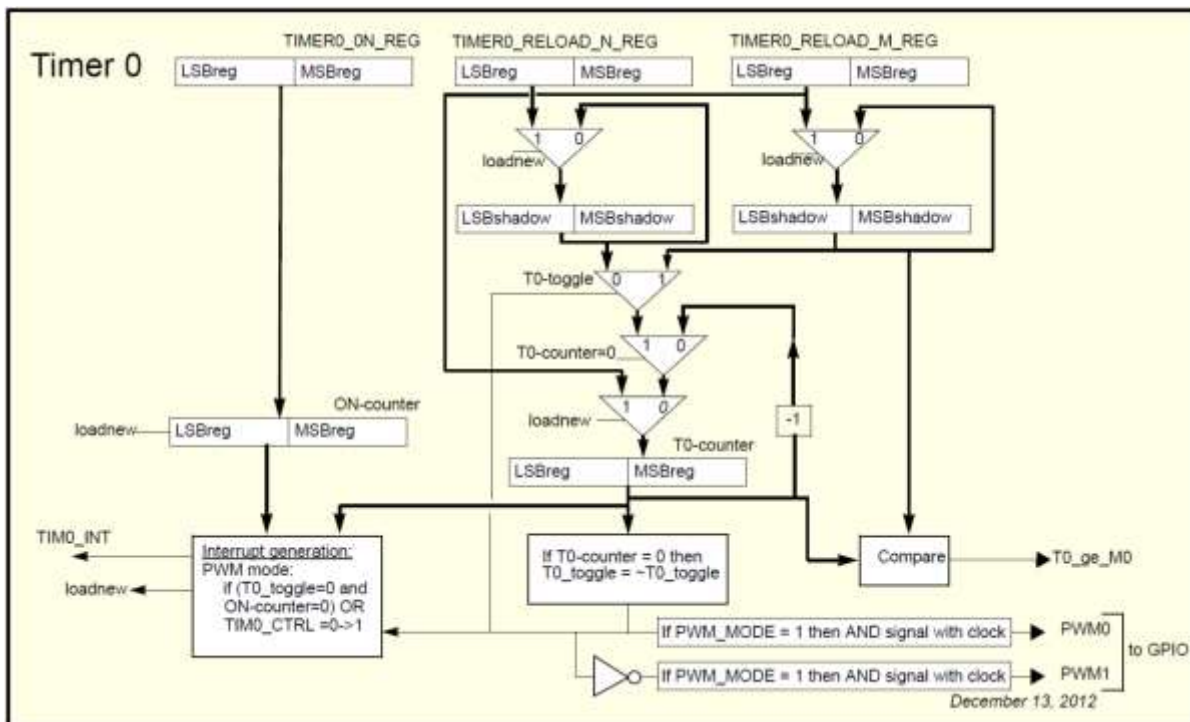 Timer 0
TIMER0_0N_REG
TIMER0_RELOAD_N_REG
TIMER0_RELOAD_M_REG
LSBreg MSBreg
LSBreg MSBreg
LSBreg MSBreg
1 0
loadnew
1 0
loadnew
LSBshadow MSBshadow
LSBshadow MSBshadow
T0-toggle
0 1
1 0
T0-counter=0
1 0
loadnew
-1
ON-counter
loadnew
LSBreg MSBreg
T0-counter
LSBreg MSBreg
TIM0_INT
loadnew
Interrupt generation:
PWM mode:
if (T0_toggle=0 and
ON-counter=0) OR
TIM0_CTRL =0->1
If T0-counter = 0 then
T0_toggle = ~T0_toggle
Compare
T0_ge_M0
If PWM_MODE = 1 then AND signal with clock
PWM0
to GPIO
If PWM_MODE = 1 then AND signal with clock
PWM1
December 13, 2012